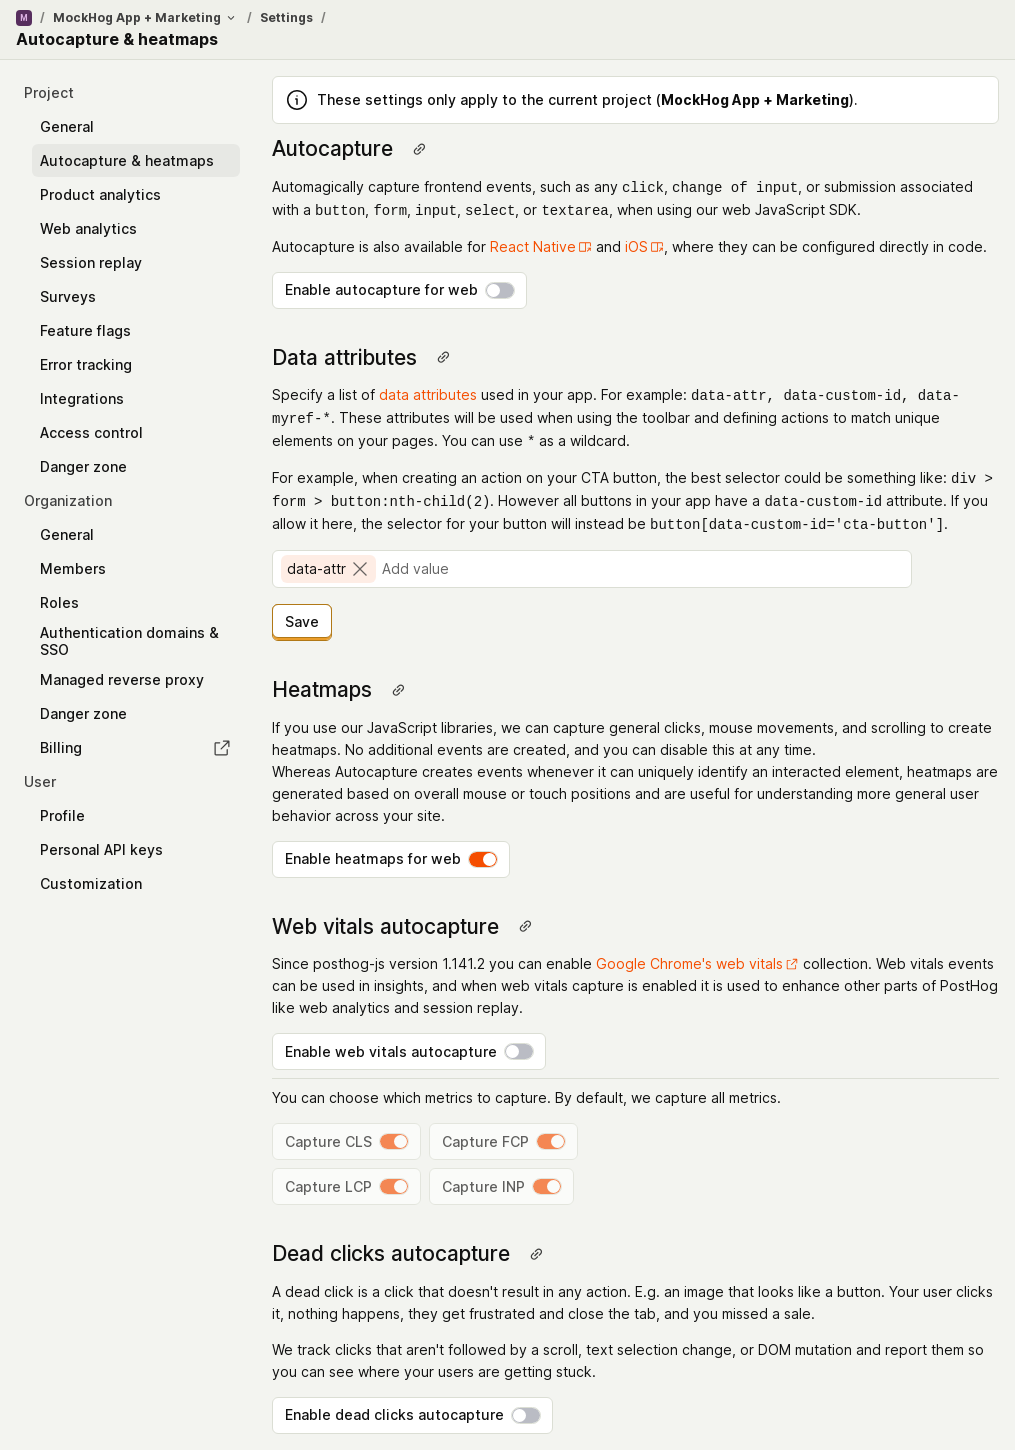 M / MockHog App + Marketing / Settings /
Autocapture & heatmaps
Project
General
Autocapture & heatmaps
Product analytics
Web analytics
Session replay
Surveys
Feature flags
Error tracking
Integrations
Access control
Danger zone
Organization
General
Members
Roles
Authentication domains &
SSO
Managed reverse proxy
Danger zone
Billing
User
Profile
Personal API keys
Customization
These settings only apply to the current project (MockHog App + Marketing).
Autocapture
Automagically capture frontend events, such as any click, change of input, or submission associated
with a button, form, input, select, or textarea, when using our web JavaScript SDK.
Autocapture is also available for React Native and iOS, where they can be configured directly in code.
Enable autocapture for web
Data attributes
Specify a list of data attributes used in your app. For example: data-attr, data-custom-id, data-
myref-*. These attributes will be used when using the toolbar and defining actions to match unique
elements on your pages. You can use * as a wildcard.
For example, when creating an action on your CTA button, the best selector could be something like: div >
form > button:nth-child(2). However all buttons in your app have a data-custom-id attribute. If you
allow it here, the selector for your button will instead be button[data-custom-id='cta-button'].
data-attr Add value
Save
Heatmaps
If you use our JavaScript libraries, we can capture general clicks, mouse movements, and scrolling to create
heatmaps. No additional events are created, and you can disable this at any time.
Whereas Autocapture creates events whenever it can uniquely identify an interacted element, heatmaps are
generated based on overall mouse or touch positions and are useful for understanding more general user
behavior across your site.
Enable heatmaps for web
Web vitals autocapture
Since posthog-js version 1.141.2 you can enable Google Chrome's web vitals collection. Web vitals events
can be used in insights, and when web vitals capture is enabled it is used to enhance other parts of PostHog
like web analytics and session replay.
Enable web vitals autocapture
You can choose which metrics to capture. By default, we capture all metrics.
Capture CLS Capture FCP
Capture LCP Capture INP
Dead clicks autocapture
A dead click is a click that doesn't result in any action. E.g. an image that looks like a button. Your user clicks
it, nothing happens, they get frustrated and close the tab, and you missed a sale.
We track clicks that aren't followed by a scroll, text selection change, or DOM mutation and report them so
you can see where your users are getting stuck.
Enable dead clicks autocapture